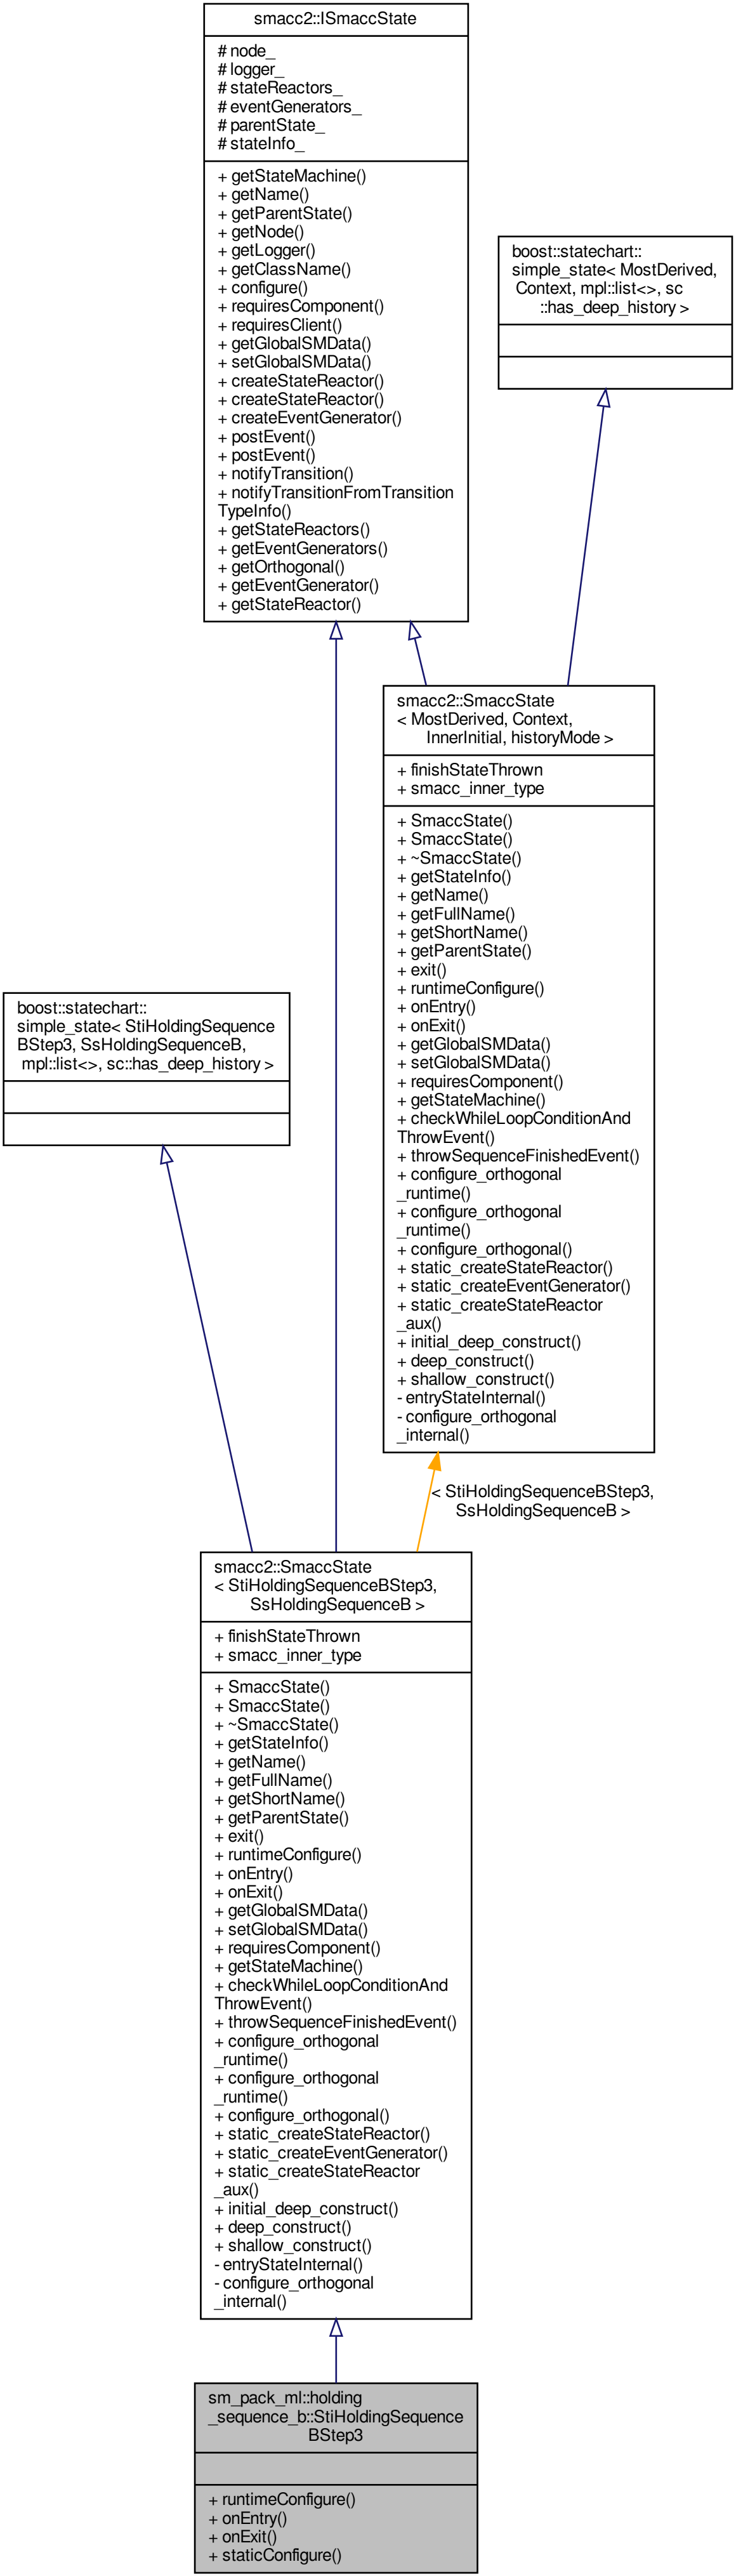 smacc2::ISmaccState
# node_
# logger_
# stateReactors_
# eventGenerators_
# parentState_
# stateInfo_
+ getStateMachine()
+ getName()
+ getParentState()
+ getNode()
+ getLogger()
+ getClassName()
+ configure()
+ requiresComponent()
+ requiresClient()
+ getGlobalSMData()
+ setGlobalSMData()
+ createStateReactor()
+ createStateReactor()
+ createEventGenerator()
+ postEvent()
+ postEvent()
+ notifyTransition()
+ notifyTransitionFromTransition
TypeInfo()
+ getStateReactors()
+ getEventGenerators()
+ getOrthogonal()
+ getEventGenerator()
+ getStateReactor()
boost::statechart::
simple_state< MostDerived,
Context, mpl::list<>, sc
::has_deep_history >
smacc2::SmaccState
< MostDerived, Context,
InnerInitial, historyMode >
+ finishStateThrown
+ smacc_inner_type
+ SmaccState()
+ SmaccState()
+ ~SmaccState()
+ getStateInfo()
+ getName()
+ getFullName()
+ getShortName()
+ getParentState()
+ exit()
+ runtimeConfigure()
+ onEntry()
+ onExit()
+ getGlobalSMData()
+ setGlobalSMData()
+ requiresComponent()
+ getStateMachine()
+ checkWhileLoopConditionAnd
ThrowEvent()
+ throwSequenceFinishedEvent()
+ configure_orthogonal
_runtime()
+ configure_orthogonal
_runtime()
+ configure_orthogonal()
+ static_createStateReactor()
+ static_createEventGenerator()
+ static_createStateReactor
_aux()
+ initial_deep_construct()
+ deep_construct()
+ shallow_construct()
- entryStateInternal()
- configure_orthogonal
_internal()
boost::statechart::
simple_state< StiHoldingSequence
BStep3, SsHoldingSequenceB,
mpl::list<>, sc::has_deep_history >
< StiHoldingSequenceBStep3,
SsHoldingSequenceB >
smacc2::SmaccState
< StiHoldingSequenceBStep3,
SsHoldingSequenceB >
+ finishStateThrown
+ smacc_inner_type
+ SmaccState()
+ SmaccState()
+ ~SmaccState()
+ getStateInfo()
+ getName()
+ getFullName()
+ getShortName()
+ getParentState()
+ exit()
+ runtimeConfigure()
+ onEntry()
+ onExit()
+ getGlobalSMData()
+ setGlobalSMData()
+ requiresComponent()
+ getStateMachine()
+ checkWhileLoopConditionAnd
ThrowEvent()
+ throwSequenceFinishedEvent()
+ configure_orthogonal
_runtime()
+ configure_orthogonal
_runtime()
+ configure_orthogonal()
+ static_createStateReactor()
+ static_createEventGenerator()
+ static_createStateReactor
_aux()
+ initial_deep_construct()
+ deep_construct()
+ shallow_construct()
- entryStateInternal()
- configure_orthogonal
_internal()
sm_pack_ml::holding
_sequence_b::StiHoldingSequence
BStep3
+ runtimeConfigure()
+ onEntry()
+ onExit()
+ staticConfigure()